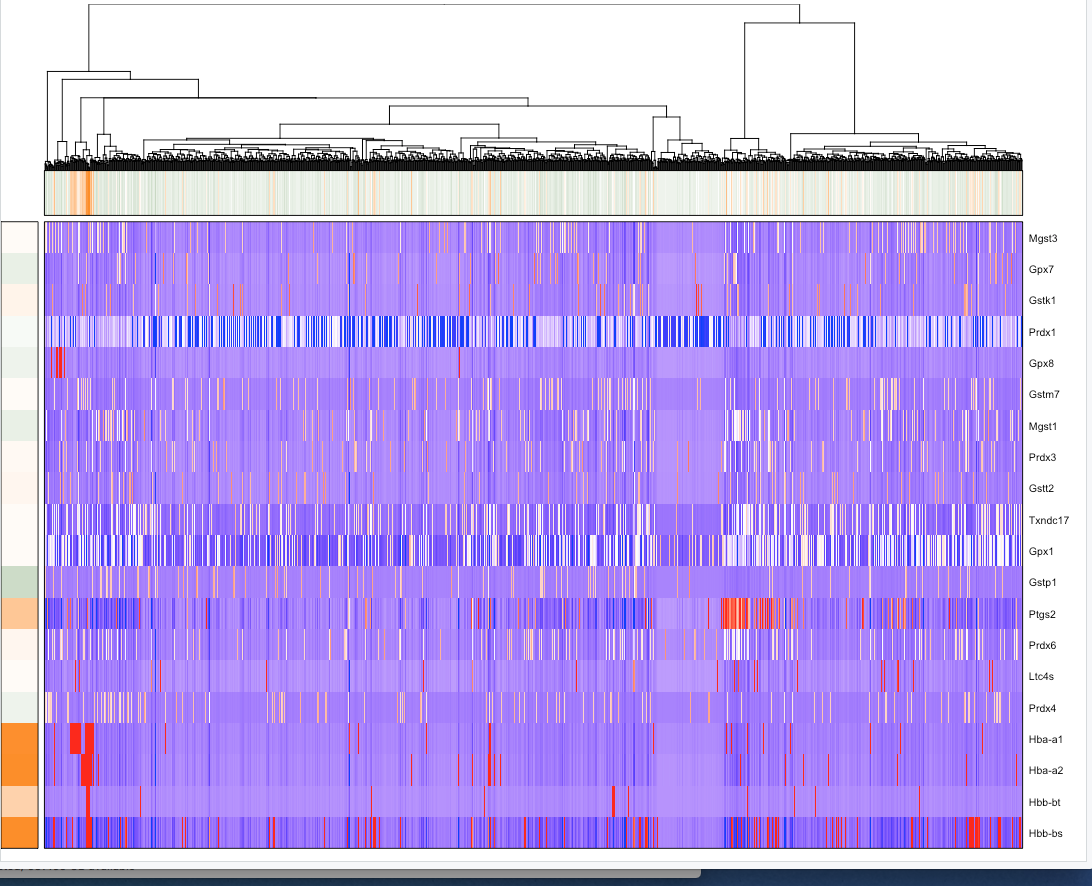 Mgst3
Gpx7
Gstk1
Prdx1
Gpx8
Gstm7
Mgst1
Prdx3
Gstt2
Txndc17
Gpx1
Gstp1
Ptgs2
Prdx6
Ltc4s
Prdx4
Hba-a1
Hba-a2
Hbb-bt
Hbb-bs
available